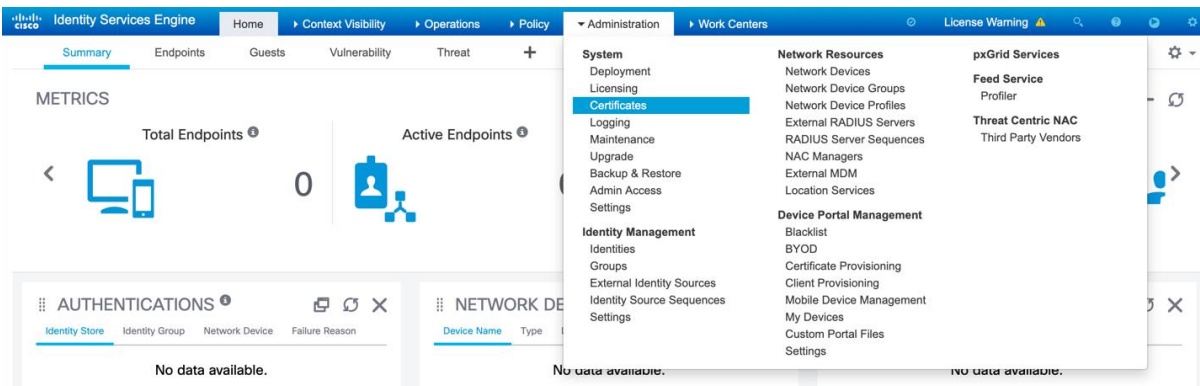 cisco Identity Services Engine Home Context Visibility Operations Policy Administration Work Centers License Warning
Summary Endpoints Guests Vulnerability Threat
METRICS
Total Endpoints
0
Active Endpoints
System
Deployment
Licensing
Certificates
Logging
Maintenance
Upgrade
Backup & Restore
Admin Access
Settings
Identity Management
Identities
Groups
External Identity Sources
Identity Source Sequences
Settings
Network Resources
Network Devices
Network Device Groups
Network Device Profiles
External RADIUS Servers
RADIUS Server Sequences
NAC Managers
External MDM
Location Services
Device Portal Management
Blacklist
BYOD
Certificate Provisioning
Client Provisioning
Mobile Device Management
My Devices
Custom Portal Files
Settings
pxGrid Services
Feed Service
Profiler
Threat Centric NAC
Third Party Vendors
AUTHENTICATIONS
Identity Store Identity Group Network Device Failure Reason
No data available.
NETWORK DE
Device Name Type
No data available.
No data available.